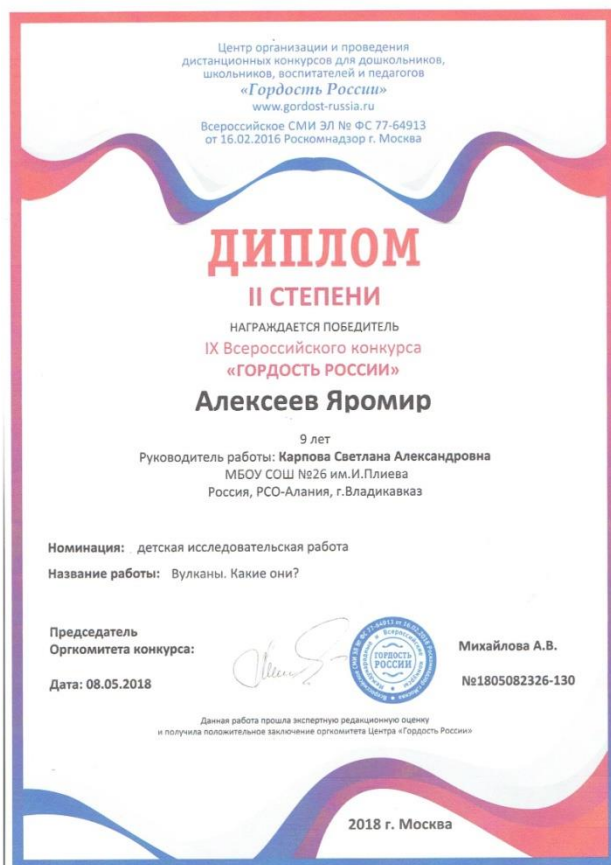 Центр организации и проведения
дистанционных конкурсов для дошкольников,
школьников, воспитателей и педагогов
«Гордость России»
www.gordost-russia.ru
Всероссийское СМИ ЭЛ № ФС 77-64913
от 16.02.2016 Роскомнадзор г. Москва
ДИПЛОМ
II СТЕПЕНИ
НАГРАЖДАЕТСЯ ПОБЕДИТЕЛЬ
IX Всероссийского конкурса
«ГОРДОСТЬ РОССИИ»
Алексеев Яромир
9 лет
Руководитель работы: Карпова Светлана Александровна
МБОУ СОШ №26 им.И.Плиева
Россия, РСО-Алания, г.Владикавказ
Номинация: детская исследовательская работа
Название работы: Вулканы. Какие они?
Председатель
Оргкомитета конкурса:
Михайлова А.В.
ГОРДОСТЬ
РОССИИ
Дата: 08.05.2018
№1805082326-130
Данная работа прошла экспертную редакционную оценку
и получила положительное заключение оргкомитета Центра «Гордость России»
2018 г. Москва